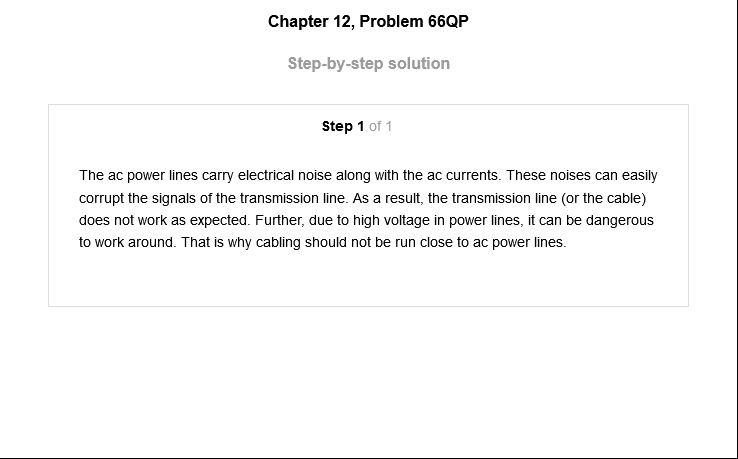 Chapter 12, Problem 66QP
Step-by-step solution
Step 1 of 1
The ac power lines carry electrical noise along with the ac currents. These noises can easily
corrupt the signals of the transmission line. As a result, the transmission line (or the cable)
does not work as expected. Further, due to high voltage in power lines, it can be dangerous
to work around. That is why cabling should not be run close to ac power lines.